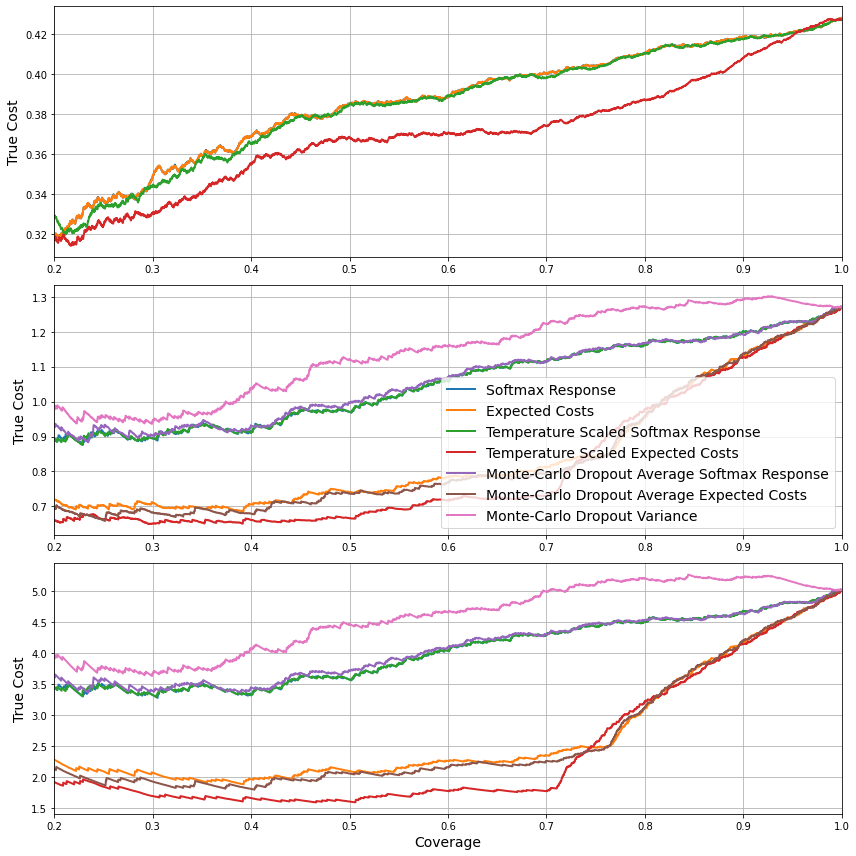 0.42
0.40
0.38
0.36
0.34
0.32
True Cost
0.2 0.3 0.4 0.5 0.6 0.7 0.8 0.9 1.0
1.3
1.2
1.1
1.0
0.9
0.8
0.7
True Cost
Softmax Response
Expected Costs
Temperature Scaled Softmax Response
Temperature Scaled Expected Costs
Monte-Carlo Dropout Average Softmax Response
Monte-Carlo Dropout Average Expected Costs
Monte-Carlo Dropout Variance
0.2 0.3 0.4 0.5 0.6 0.7 0.8 0.9 1.0
5.0
4.5
4.0
3.5
3.0
2.5
2.0
1.5
True Cost
0.2 0.3 0.4 0.5 0.6 0.7 0.8 0.9 1.0
Coverage